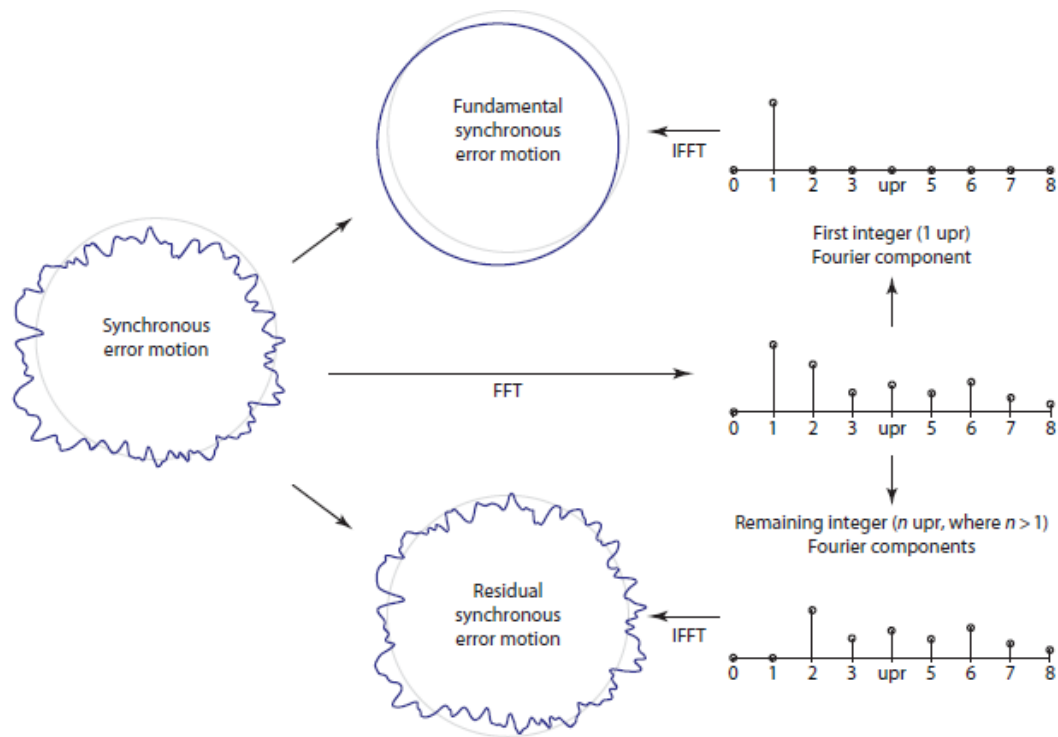 Fundamental
synchronous
error motion
IFFT
0 1 2 3 upr 5 6 7 8
First integer (1 upr)
Fourier component
Synchronous
error motion
FFT
0 1 2 3 upr 5 6 7 8
Remaining integer (n upr, where n > 1)
Fourier components
Residual
synchronous
error motion
IFFT
0 1 2 3 upr 5 6 7 8